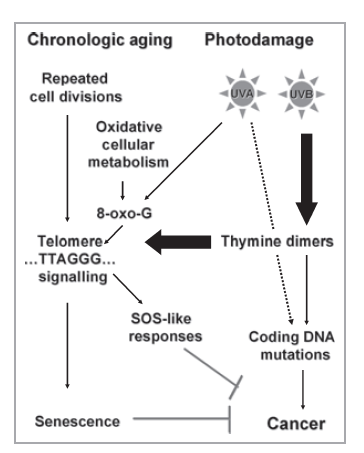 Chronologic aging
Photodamage
Repeated
cell divisions
UVA
UVB
Oxidative
cellular
metabolism
8-oxo-G
Telomere
...TTAGGG...
signalling
Thymine dimers
SOS-like
responses
Coding DNA
mutations
Senescence
Cancer